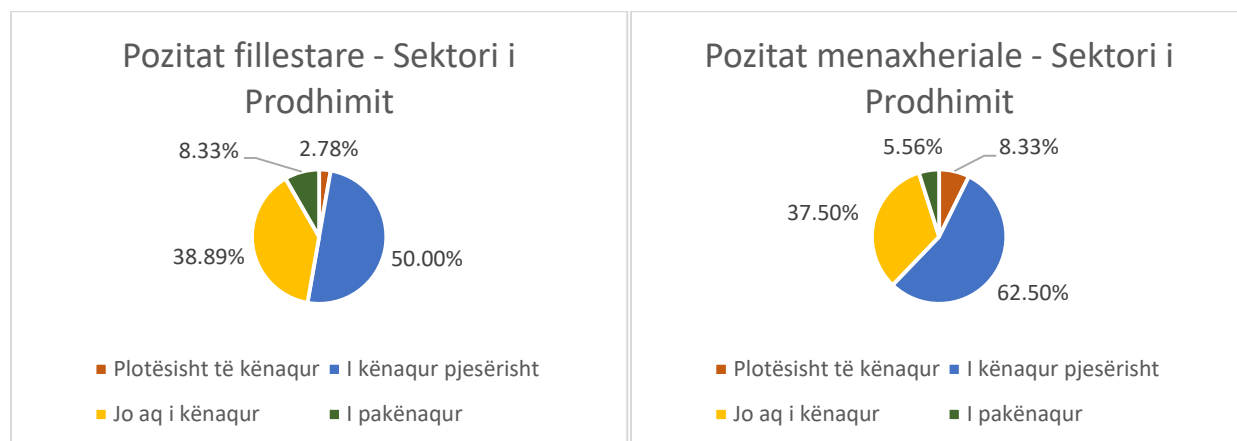 Pozitat fillestare - Sektori i
Prodhimit
8.33%
2.78%
38.89%
50.00%
Plotësisht të kënaqur
I kënaqur pjesërisht
Jo aq i kënaqur
I pakënaqur
Pozitat menaxheriale - Sektori i
Prodhimit
5.56%
8.33%
37.50%
62.50%
Plotësisht të kënaqur
I kënaqur pjesërisht
Jo aq i kënaqur
I pakënaqur